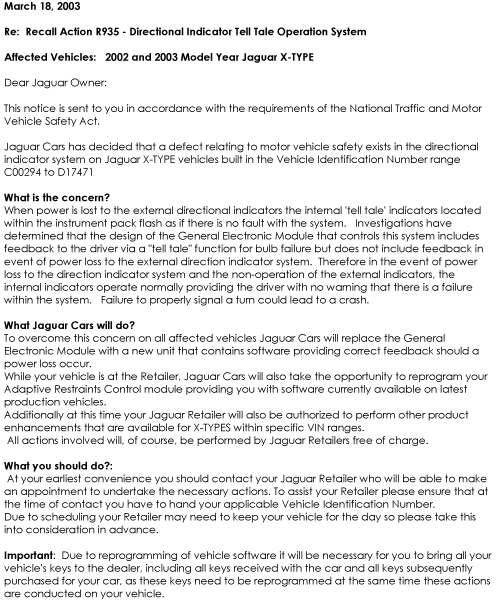 March 18, 2003
Re:  Recall Action R935 - Directional Indicator Tell Tale Operation System
Affected Vehicles:   2002 and 2003 Model Year Jaguar X-TYPE
Dear Jaguar Owner:
This notice is sent to you in accordance with the requirements of the National Traffic and Motor
Vehicle Safety Act.
Jaguar Cars has decided that a defect relating to motor vehicle safety exists in the directional
indicator system on Jaguar X-TYPE vehicles built in the Vehicle Identification Number range
C00294 to D17471
What is the concern?
When power is lost to the external directional indicators the internal 'tell tale' indicators located
within the instrument pack flash as if there is no fault with the system.   Investigations have
determined that the design of the General Electronic Module that controls this system includes
feedback to the driver via a "tell tale" function for bulb failure but does not include feedback in
event of power loss to the external direction indicator system.  Therefore in the event of power
loss to the direction indicator system and the non-operation of the external indicators, the
internal indicators operate normally providing the driver with no warning that there is a failure
within the system.   Failure to properly signal a turn could lead to a crash.
What Jaguar Cars will do?
To overcome this concern on all affected vehicles Jaguar Cars will replace the General
Electronic Module with a new unit that contains software providing correct feedback should a
power loss occur.
While your vehicle is at the Retailer, Jaguar Cars will also take the opportunity to reprogram your
Adaptive Restraints Control module providing you with software currently available on latest
production vehicles.
Additionally at this time your Jaguar Retailer will also be authorized to perform other product
enhancements that are available for X-TYPES within specific VIN ranges.
All actions involved will, of course, be performed by Jaguar Retailers free of charge.
What you should do?:
At your earliest convenience you should contact your Jaguar Retailer who will be able to make
an appointment to undertake the necessary actions. To assist your Retailer please ensure that at
the time of contact you have to hand your applicable Vehicle Identification Number.
Due to scheduling your Retailer may need to keep your vehicle for the day so please take this
into consideration in advance.
Important:  Due to reprogramming of vehicle software it will be necessary for you to bring all your
vehicle's keys to the dealer, including all keys received with the car and all keys subsequently
purchased for your car, as these keys need to be reprogrammed at the same time these actions
are conducted on your vehicle.